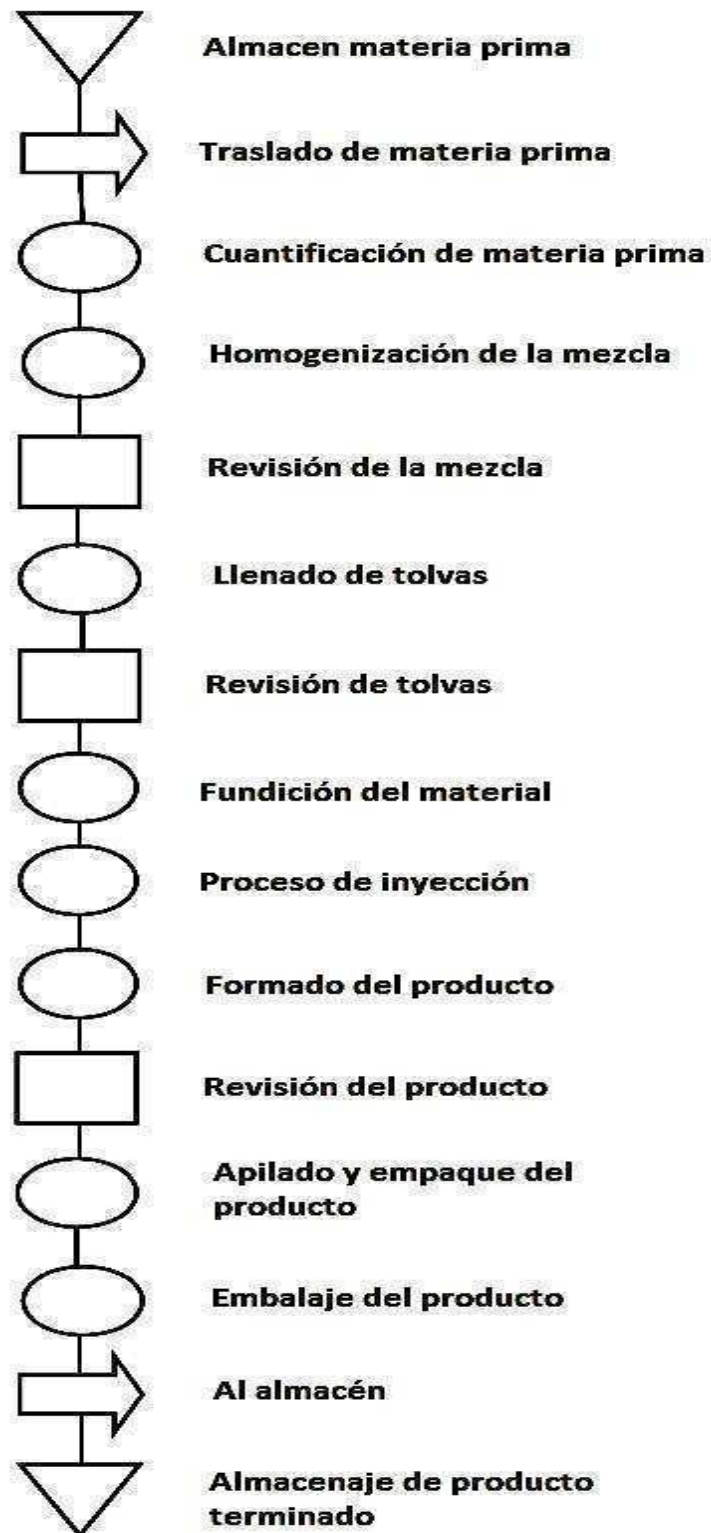 Almacen materia prima
Traslado de materia prima
Cuantificación de materia prima
Homogenización de la mezcla
Revisión de la mezcla
Llenado de tolvas
Revisión de tolvas
Fundición del material
Proceso de inyección
Formado del producto
Revisión del producto
Apilado y empaque del
producto
Embalaje del producto
Al almacén
Almacenaje de producto
terminado